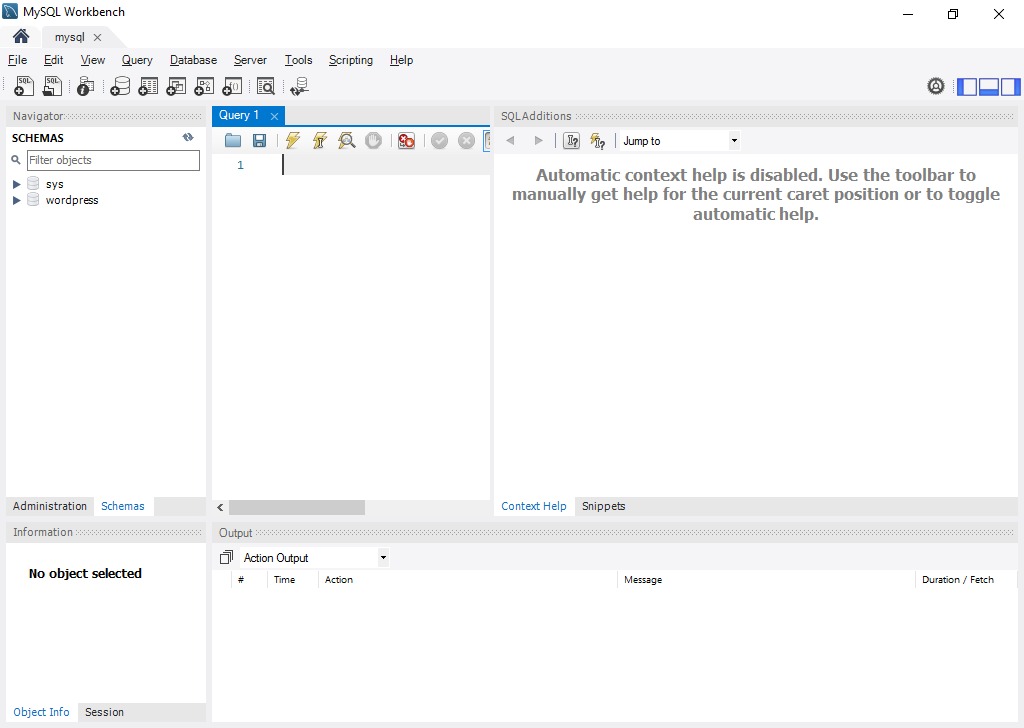 MySQL Workbench
mysql
File Edit View Query Database Server Tools Scripting Help
Navigator
SCHEMAS
Filter objects
sys
wordpress
Administration Schemas
Information
No object selected
Object Info Session
Query 1
1
SQLAdditions
Jump to
Automatic context help is disabled. Use the toolbar to
manually get help for the current caret position or to toggle
automatic help.
Context Help Snippets
Output
Action Output
# Time Action Message Duration / Fetch